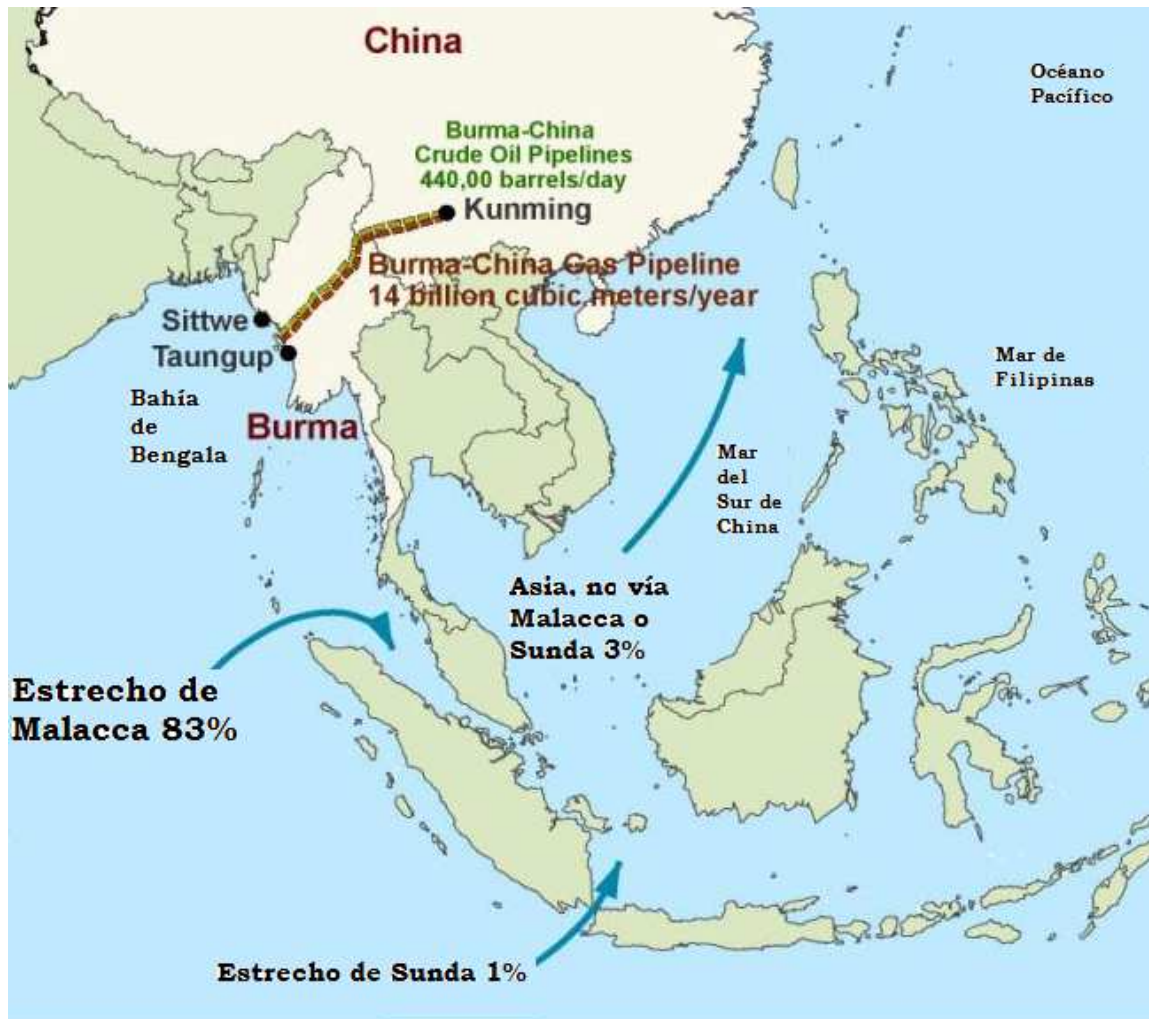 China
Océano
Pacífico
Burma-China
Crude Oil Pipelines
440,00 barrels/day
Kunming
Burma-China Gas Pipeline
14 billion cubic meters/year
Sittwe
Taungup
Mar de
Filipinas
Bahía
de
Bengala
Burma
Mar
del
Sur de
China
Asia, no vía
Malacca o
Sunda 3%
Estrecho de
Malacca 83%
Estrecho de Sunda 1%